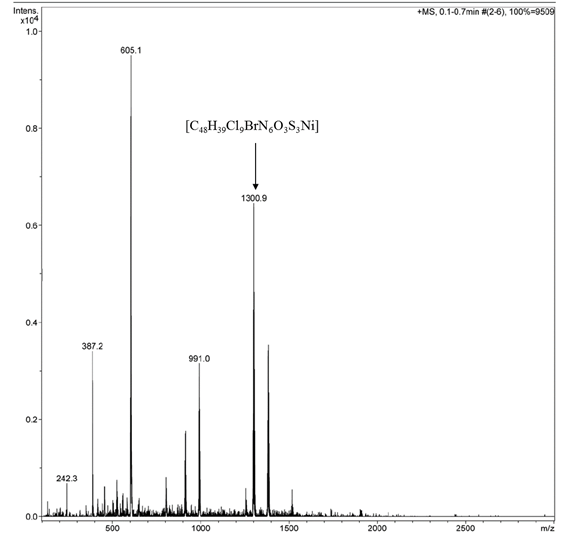 Intens.
x10⁴
+MS, 0.1-0.7min #(2-6), 100%=9509
1.0
605.1
[C₄₈H₃₉Cl₉BrN₆O₃S₃Ni]
0.8
1300.9
0.6
0.4
387.2
991.0
0.2
242.3
0.0
500 1000 1500 2000 2500 m/z